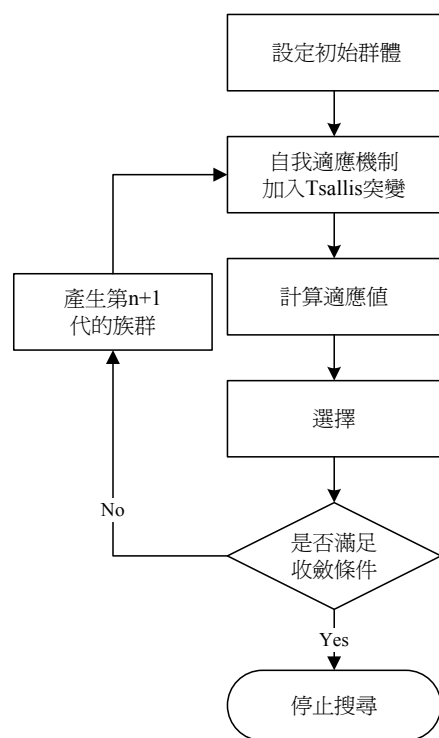 設定初始群體
自我適應機制
加入Tsallis突變
計算適應值
產生第n+1
代的族群
選擇
No
是否滿足
收斂條件
Yes
停止搜尋